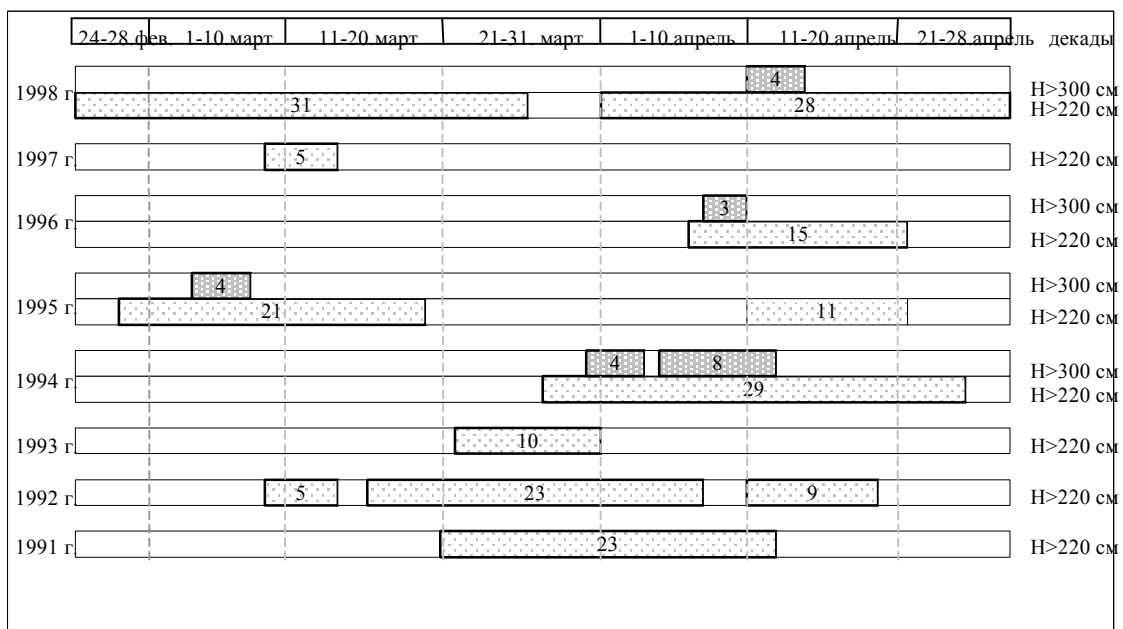 24-28.фев. 1-10.март 11-20.март 21-31. март 1-10.апрель 11-20.апрель 21-28.апрель декады
1998 г.
4
Н>300 см
31
28
Н>220 см
1997 г.
5
Н>220 см
1996 г.
3
Н>300 см
15
Н>220 см
1995 г.
4
Н>300 см
21
11
Н>220 см
1994 г.
4
8
Н>300 см
29
Н>220 см
1993 г.
10
Н>220 см
1992 г.
5
23
9
Н>220 см
1991 г.
23
Н>220 см